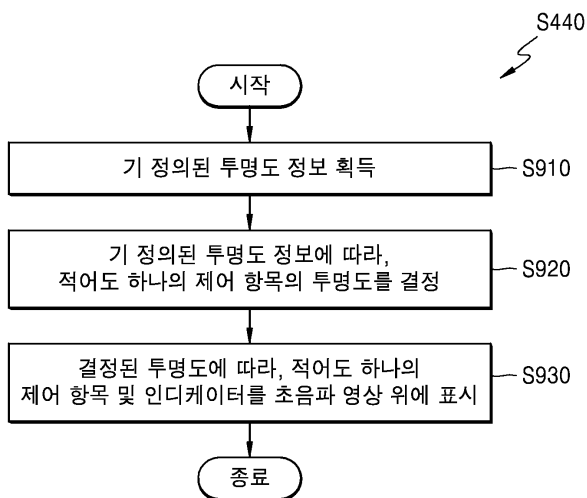 S440
시작
기 정의된 투명도 정보 획득
S910
기 정의된 투명도 정보에 따라,
적어도 하나의 제어 항목의 투명도를 결정
S920
결정된 투명도에 따라, 적어도 하나의
제어 항목 및 인디케이터를 초음파 영상 위에 표시
S930
종료